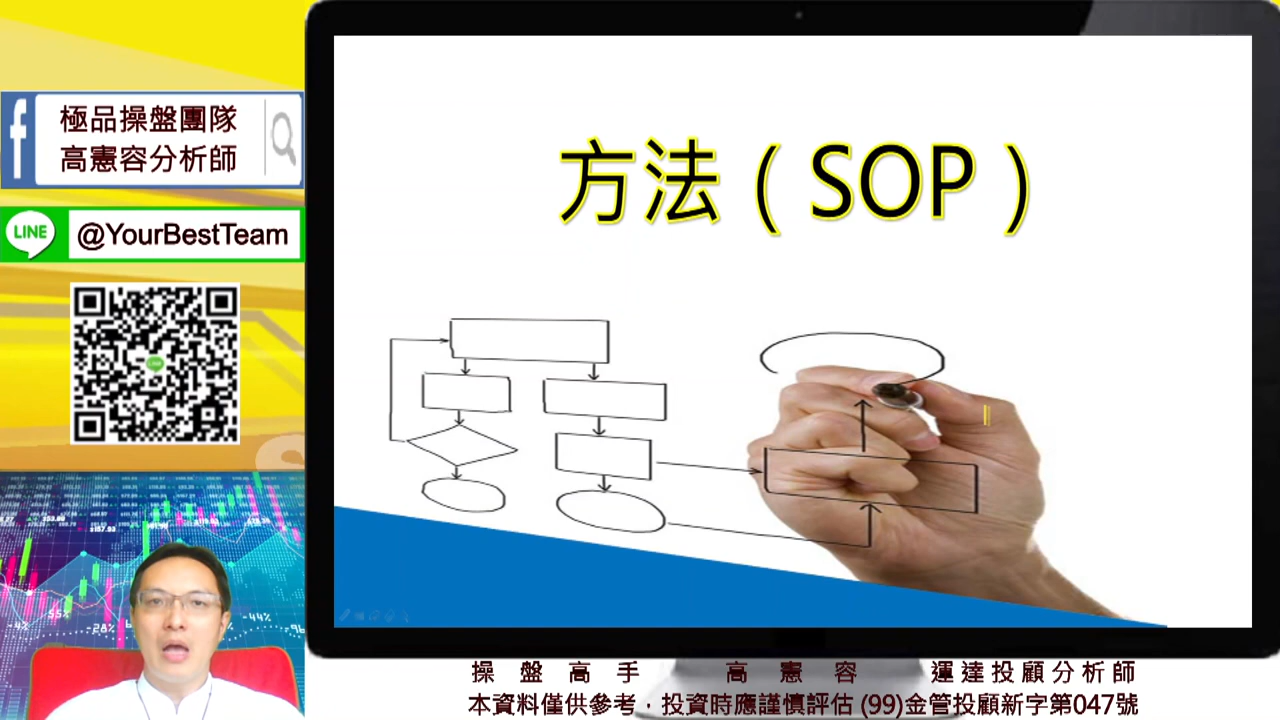 極品操盤團隊
高憲容分析師
LINE
@YourBestTeam
方法（SOP）
操盤高手 高憲容 運達投顧分析師
本資料僅供參考，投資時應謹慎評估 (99)金管投顧新字第047號